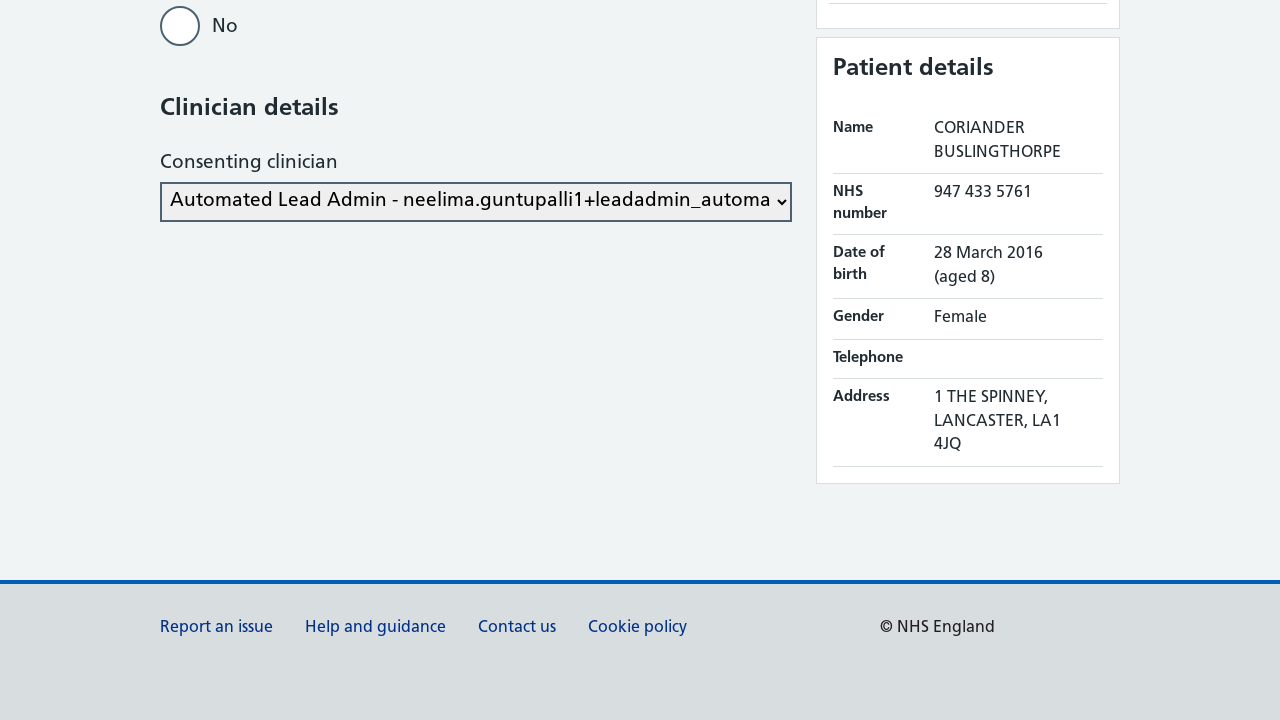 No
Clinician details
Consenting clinician
Automated Lead Admin - neelima.guntupalli1+leadadmin_automa
Patient details
Name CORIANDER
BUSLINGTHORPE
NHS 947 433 5761
number
Date of 28 March 2016
birth (aged 8)
Gender Female
Telephone
Address 1 THE SPINNEY,
LANCASTER, LA1
4JQ
Report an issue Help and guidance Contact us Cookie policy © NHS England